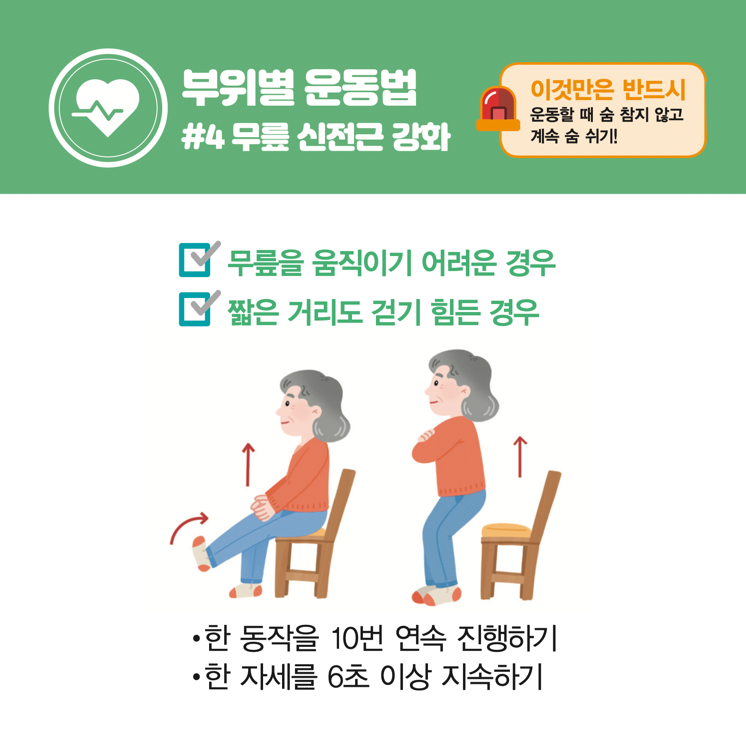 부위별 운동법
#4 무릎 신전근 강화
이것만은 반드시
운동할 때 숨 참지 않고
계속 숨 쉬기!
무릎을 움직이기 어려운 경우
짧은 거리도 걷기 힘든 경우
•한 동작을 10번 연속 진행하기
•한 자세를 6초 이상 지속하기